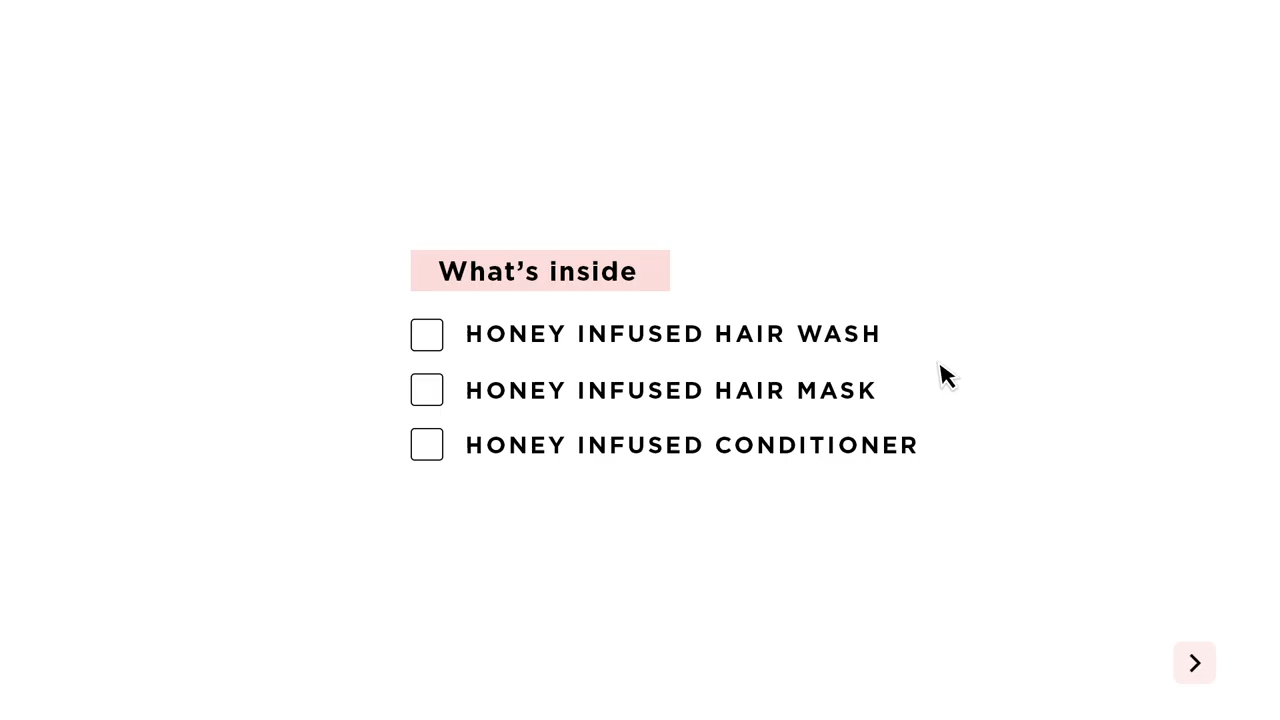 What’s inside
HONEY INFUSED HAIR WASH
HONEY INFUSED HAIR MASK
HONEY INFUSED CONDITIONER